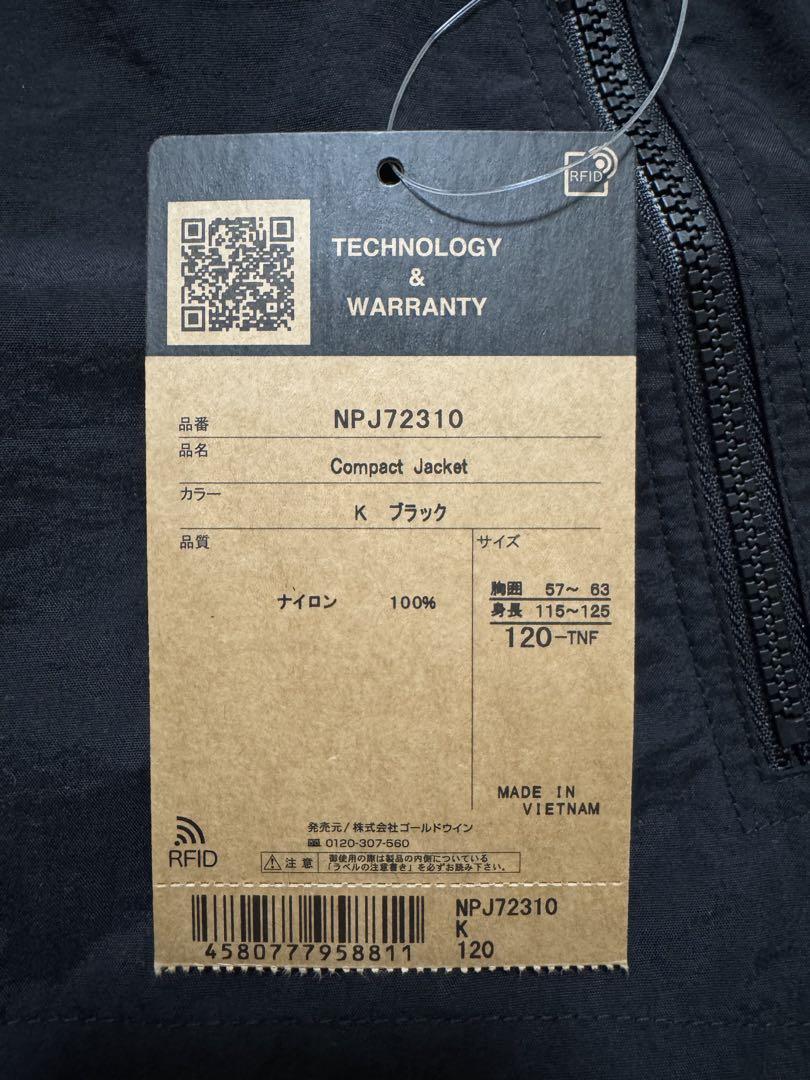 RFID
TECHNOLOGY
&
WARRANTY
品番 NPJ72310
品名
Compact Jacket
カラー
K ブラック
品質
ナイロン 100%
サイズ
胸囲 57～ 63
身長 115～125
120-TNF
MADE IN
VIETNAM
RFID
発売元/株式会社ゴールドウイン
0120-307-560
注意 御使用の際は製品の内側についている
「ラベルの注意書き」を必ずお読み下さい。
4580777958811
NPJ72310
K
120